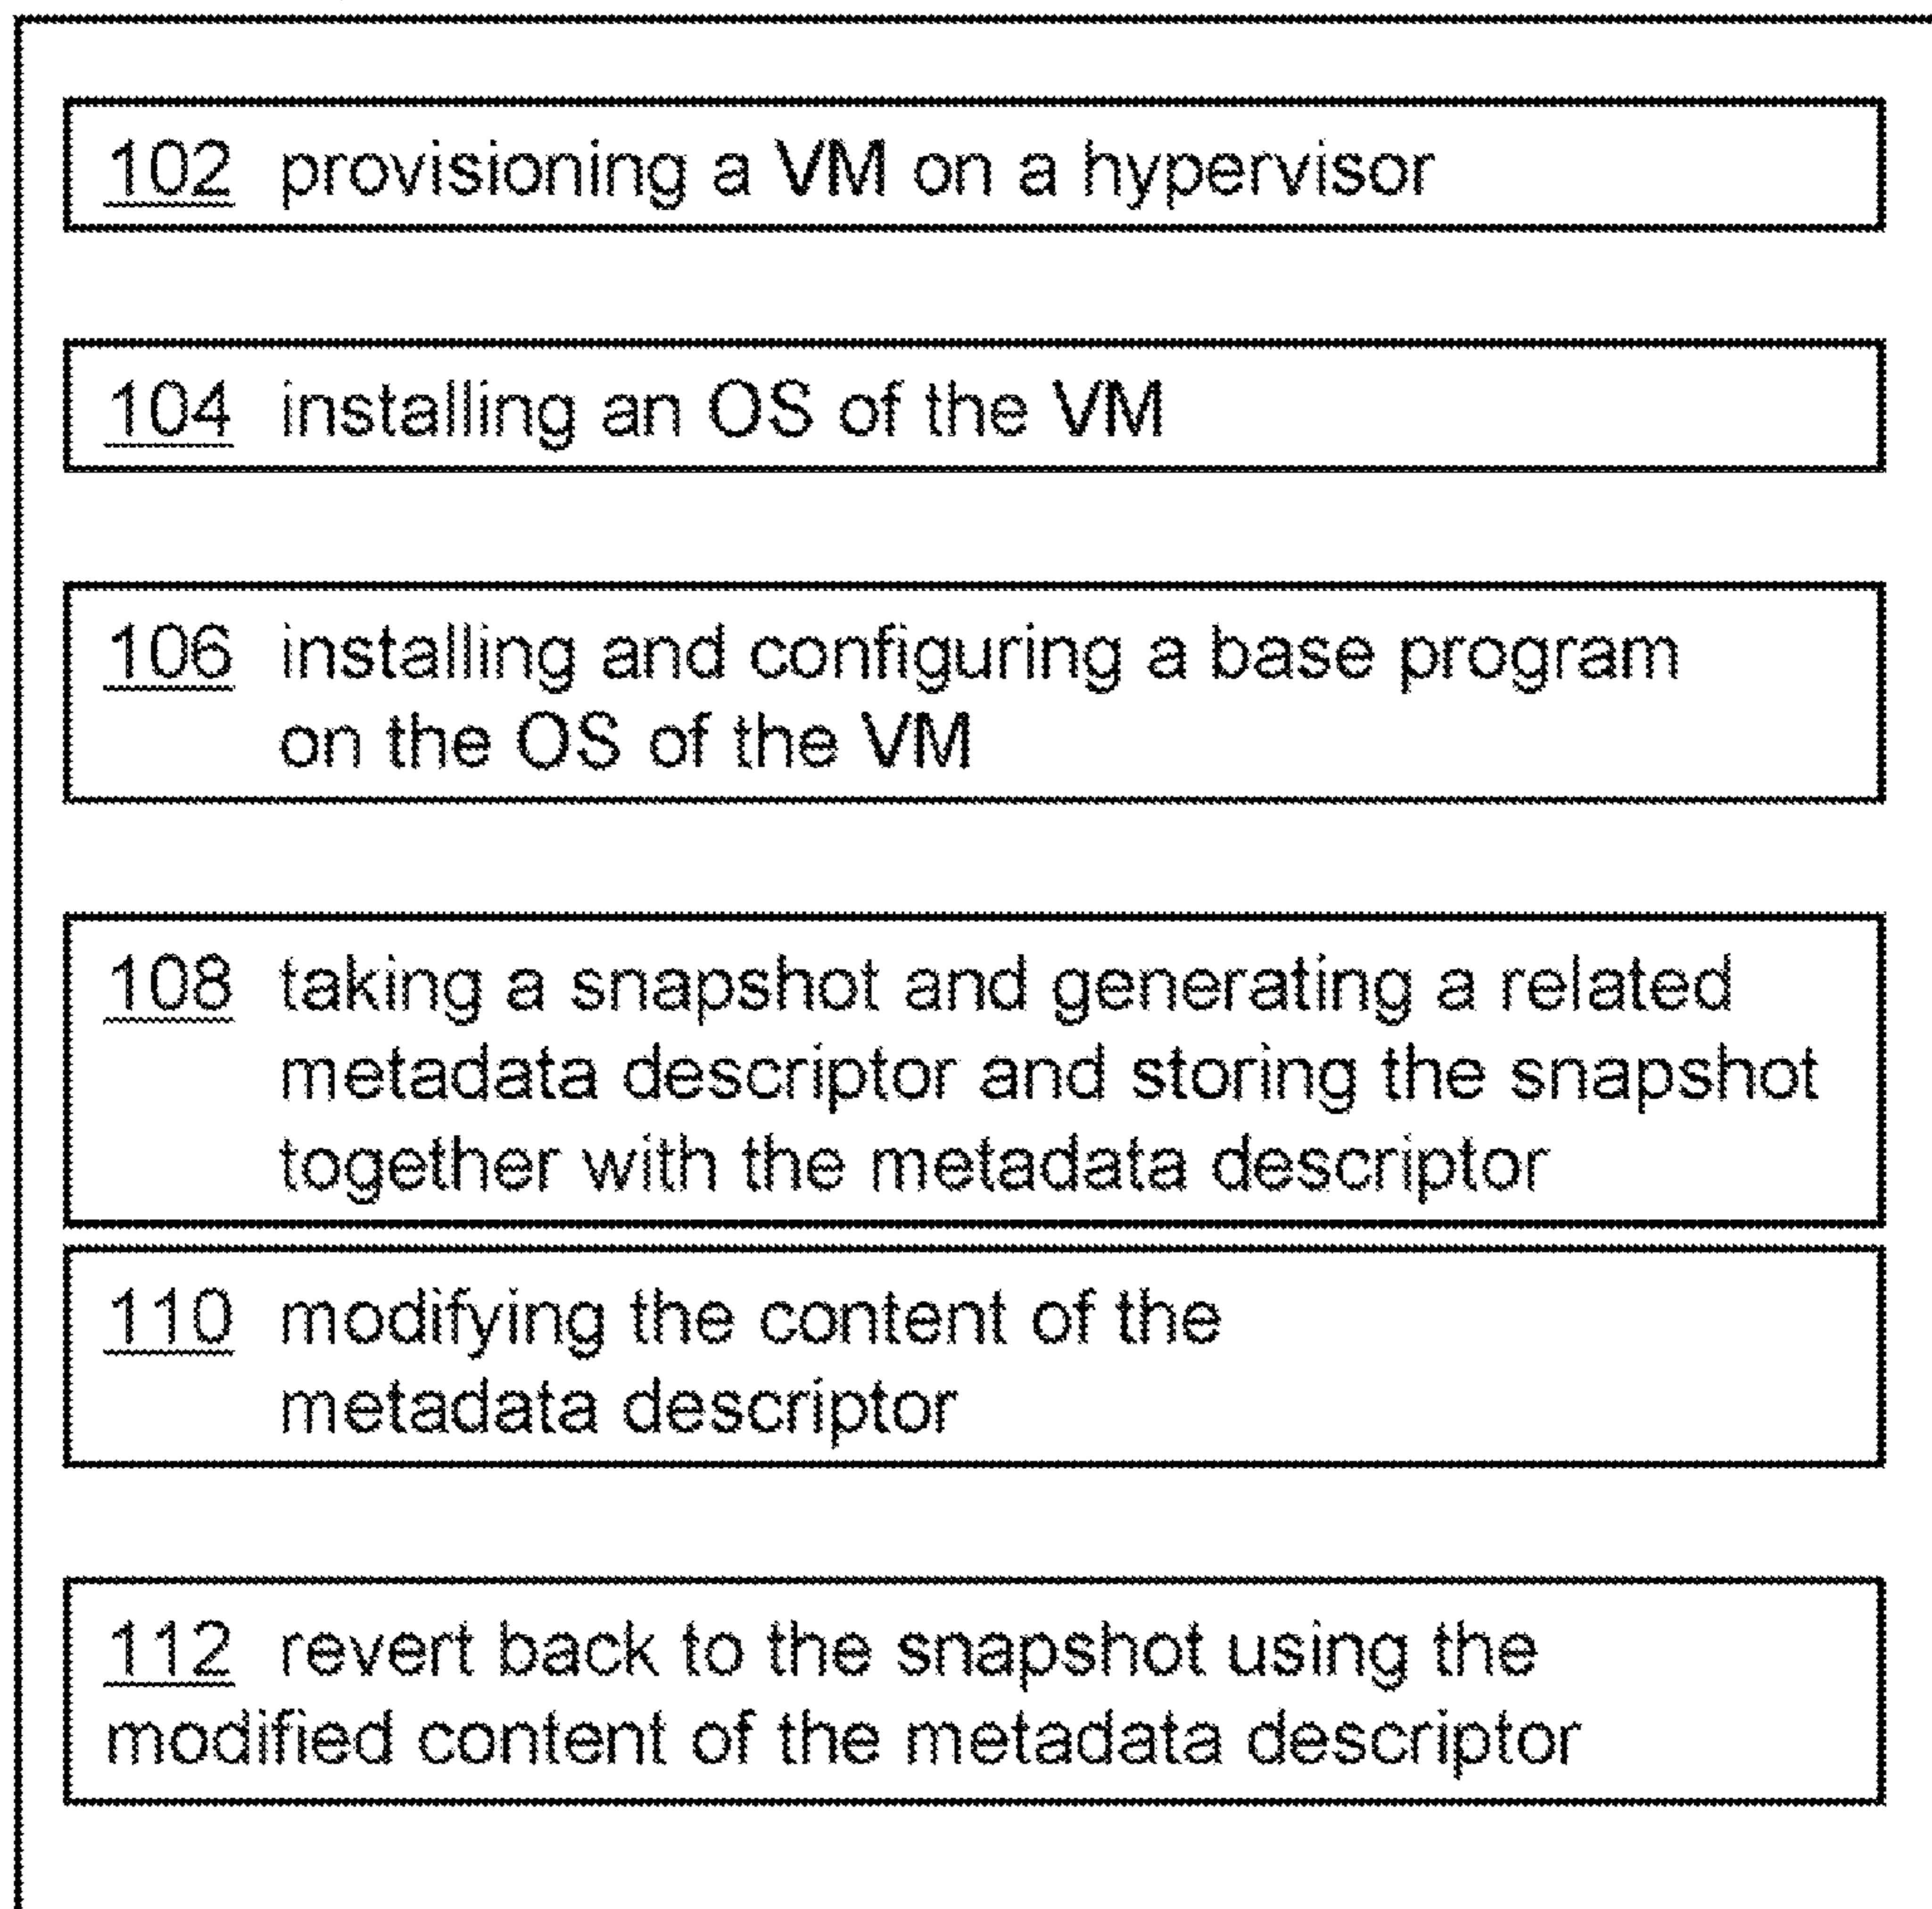 102 provisioning a VM on a hypervisor
104 installing an OS of the VM
106 installing and configuring a base program
on the OS of the VM
108 taking a snapshot and generating a related
metadata descriptor and storing the snapshot
together with the metadata descriptor
110 modifying the content of the
metadata descriptor
112 revert back to the snapshot using the
modified content of the metadata descriptor